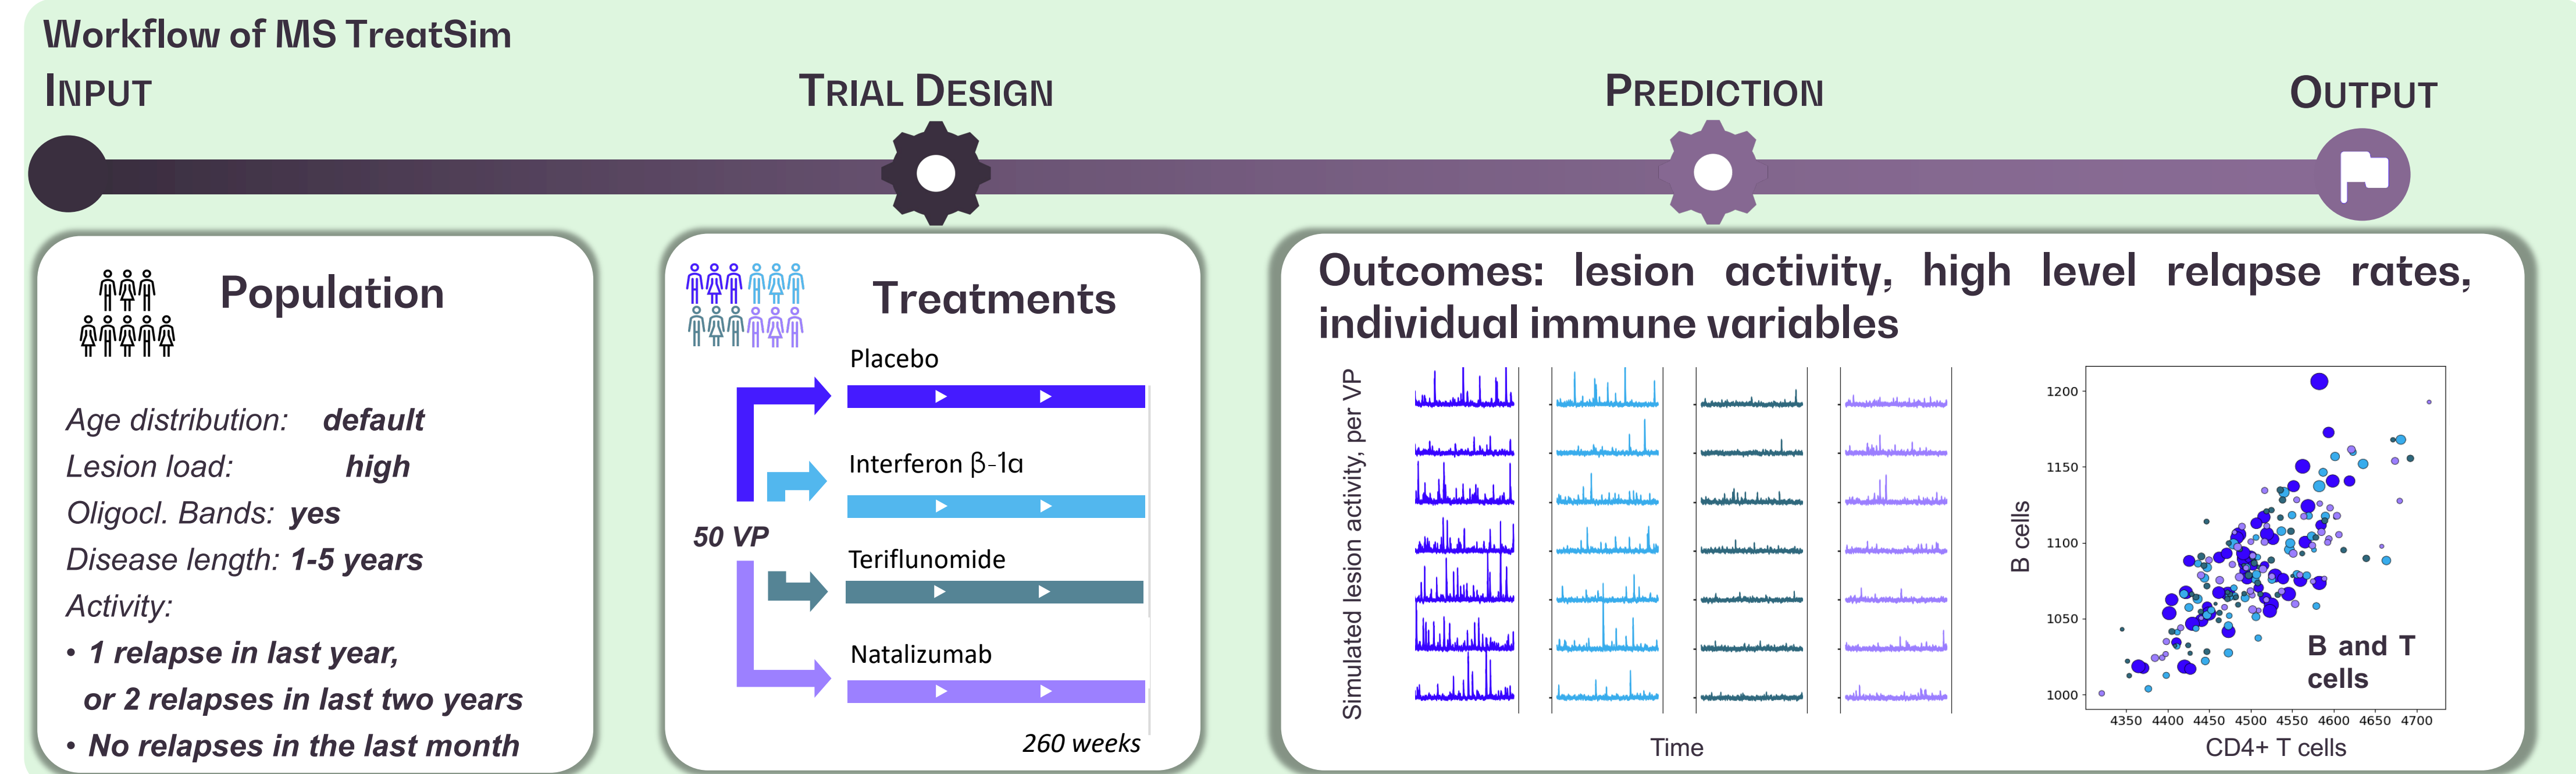 Workflow of MS TreatSim
INPUT
TRIAL DESIGN
PREDICTION
OUTPUT
Population
Age distribution: default
Lesion load: high
Oligocl. Bands: yes
Disease length: 1-5 years
Activity:
• 1 relapse in last year,
or 2 relapses in last two years
• No relapses in the last month
Treatments
Placebo
Interferon β-1α
50 VP
Teriflunomide
Natalizumab
260 weeks
Outcomes: lesion activity, high level relapse rates,
individual immune variables
Simulated lesion activity, per VP
Time
B cells
1200
1150
1100
1050
1000
B and T
cells
4350 4400 4450 4500 4550 4600 4650 4700
CD4+ T cells